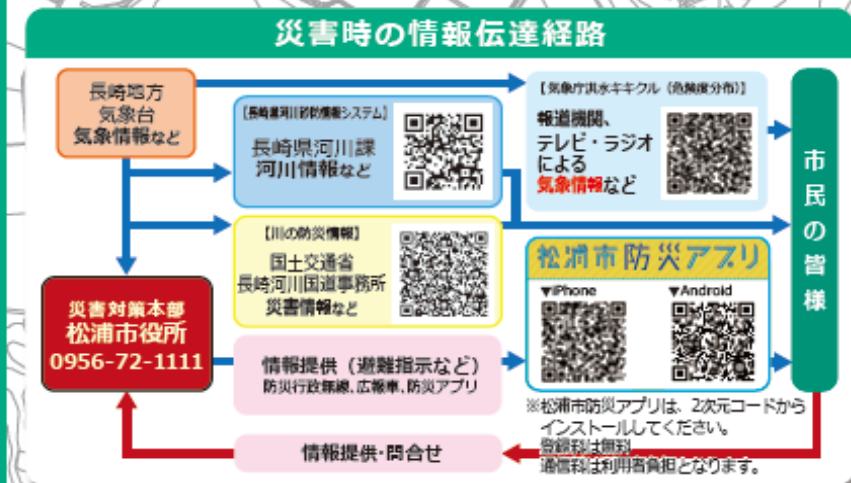 災害時の情報伝達経路
長崎地方
気象台
気象情報など
【長崎県河川砂防情報システム】
長崎県河川課
河川情報など
【気象庁洪水キキクル（危険度分布）】
報道機関、
テレビ・ラジオ
による
気象情報など
市民の皆様
【川の防災情報】
国土交通省
長崎河川国道事務所
災害情報など
松浦市防災アプリ
▼iPhone
▼Android
災害対策本部
松浦市役所
0956-72-1111
情報提供（避難指示など）
防災行政無線、広報車、防災アプリ
※松浦市防災アプリは、2次元コードから
インストールしてください。
登録料は無料
通信料は利用者負担となります。
情報提供・問合せ